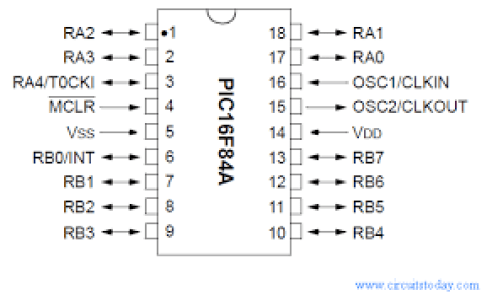 RA2 1 18 RA1
RA3 2 17 RA0
RA4/T0CKI 3 16 OSC1/CLKIN
MCLR 4 15 OSC2/CLKOUT
VSS 5 14 VDD
RB0/INT 6 13 RB7
RB1 7 12 RB6
RB2 8 11 RB5
RB3 9 10 RB4
PIC16F84A
www.circuitstoday.com